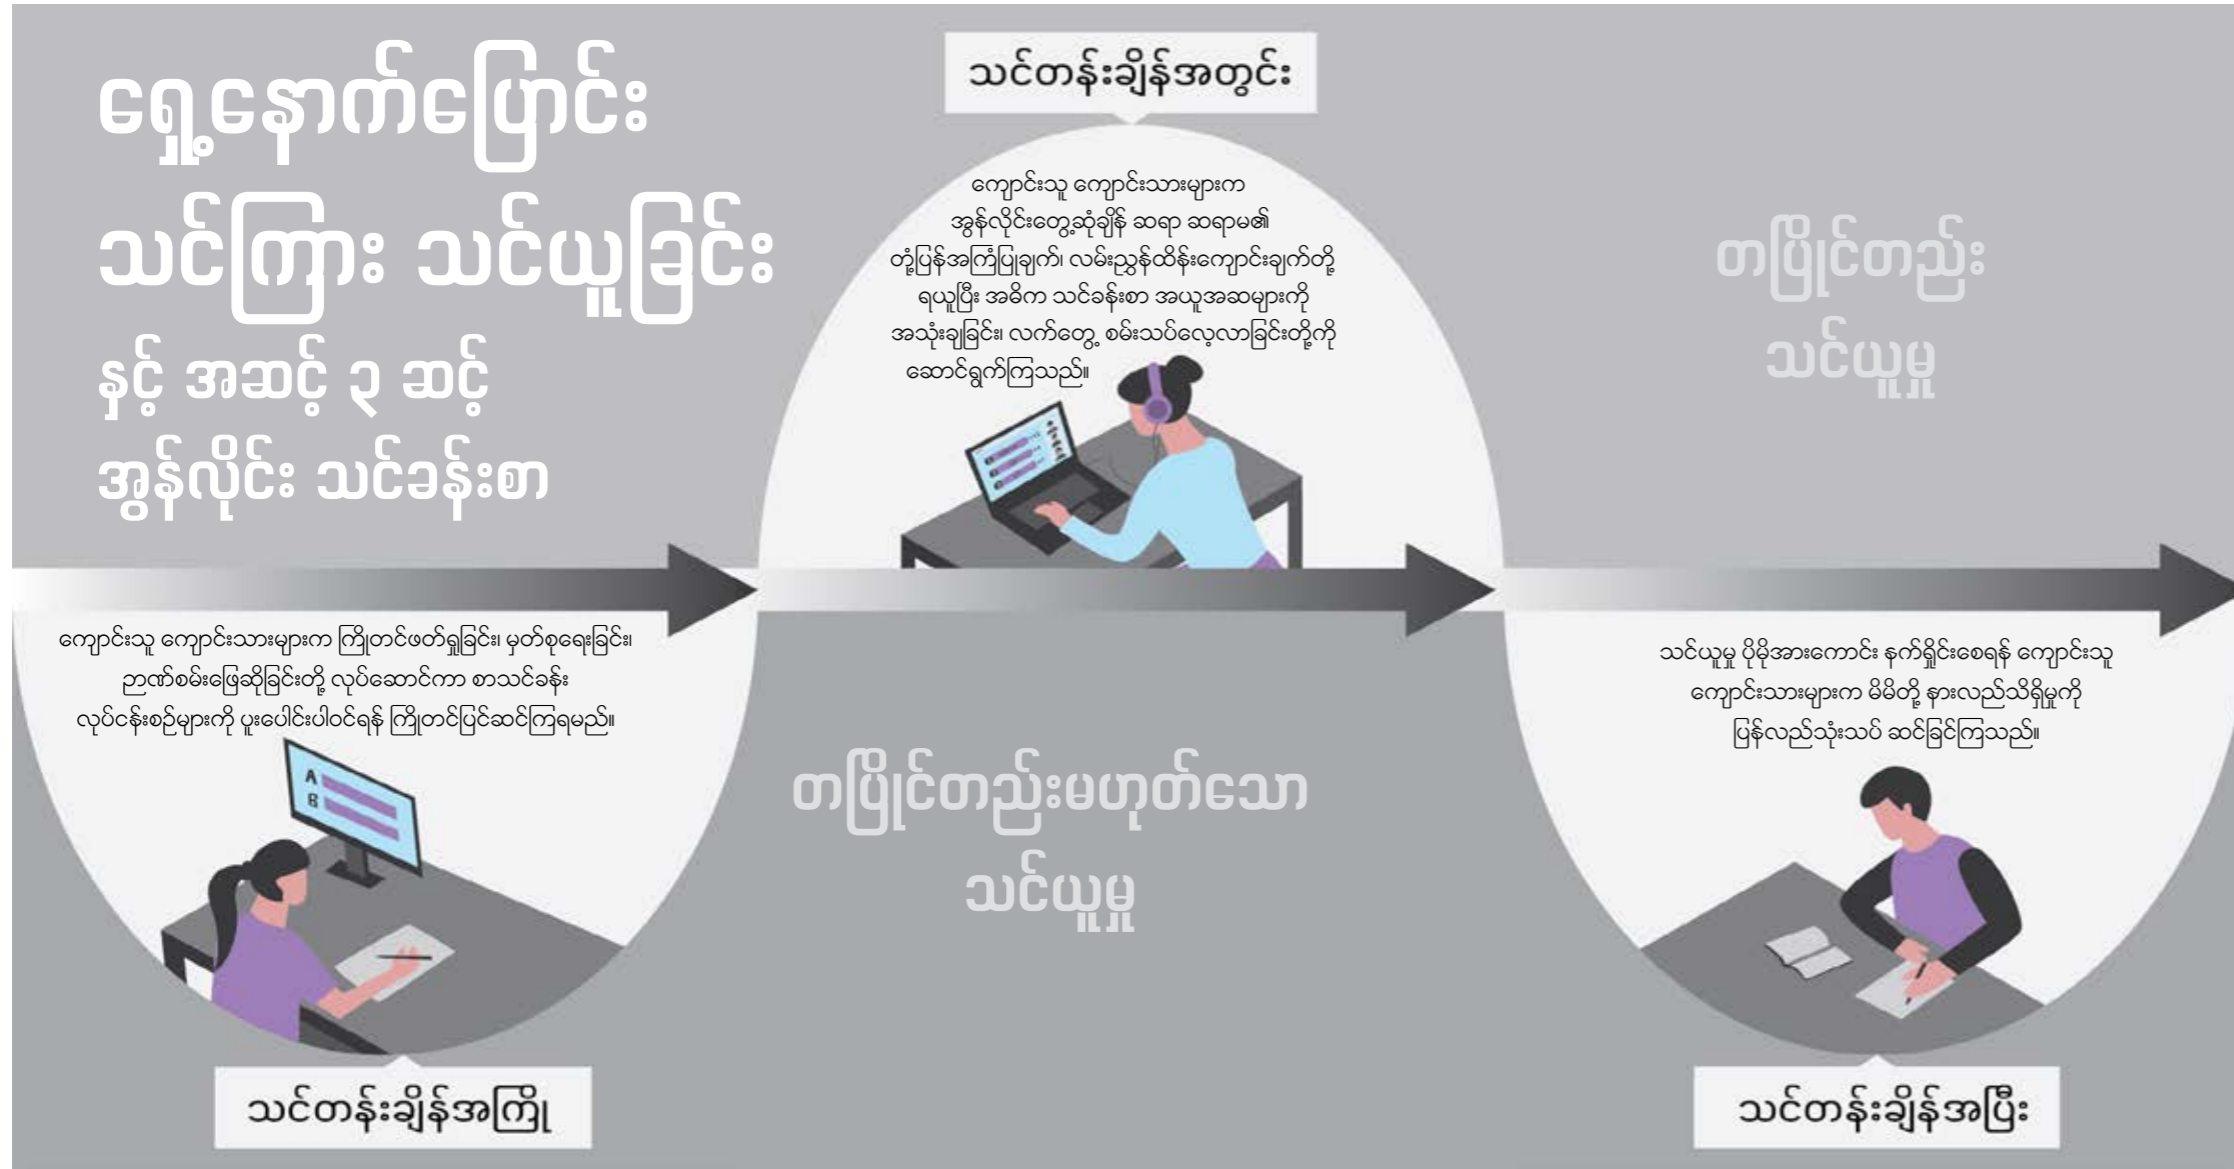 ရှေ့နောက်ပြောင်း
သင်ကြား သင်ယူခြင်း
နှင့် အဆင့် ၃ ဆင့်
အွန်လိုင်း သင်ခန်းစာ
သင်တန်းချိန်အတွင်း
ကျောင်းသူ ကျောင်းသားများက
အွန်လိုင်းတွေ့ဆုံချိန် ဆရာ ဆရာမ၏
တုံ့ပြန်အကြံပြုချက်၊ လမ်းညွှန်ထိန်းကျောင်းချက်တို့
ရယူပြီး အဓိက သင်ခန်းစာ အယူအဆများကို
အသုံးချခြင်း၊ လက်တွေ့ စမ်းသပ်လေ့လာခြင်းတို့ကို
ဆောင်ရွက်ကြသည်။
တပြိုင်တည်း
သင်ယူမှု
ကျောင်းသူ ကျောင်းသားများက ကြိုတင်ဖတ်ရှုခြင်း၊ မှတ်စုရေးခြင်း၊
ဉာဏ်စမ်းဖြေဆိုခြင်းတို့ လုပ်ဆောင်ကာ စာသင်ခန်း
လုပ်ငန်းစဉ်များကို ပူးပေါင်းပါဝင်ရန် ကြိုတင်ပြင်ဆင်ကြရမည်။
A
B
သင်တန်းချိန်အကြို
တပြိုင်တည်းမဟုတ်သော
သင်ယူမှု
သင်ယူမှု ပိုမိုအားကောင်း နက်ရှိုင်းစေရန် ကျောင်းသူ
ကျောင်းသားများက မိမိတို့ နားလည်သိရှိမှုကို
ပြန်လည်သုံးသပ် ဆင်ခြင်ကြသည်။
သင်တန်းချိန်အပြီး